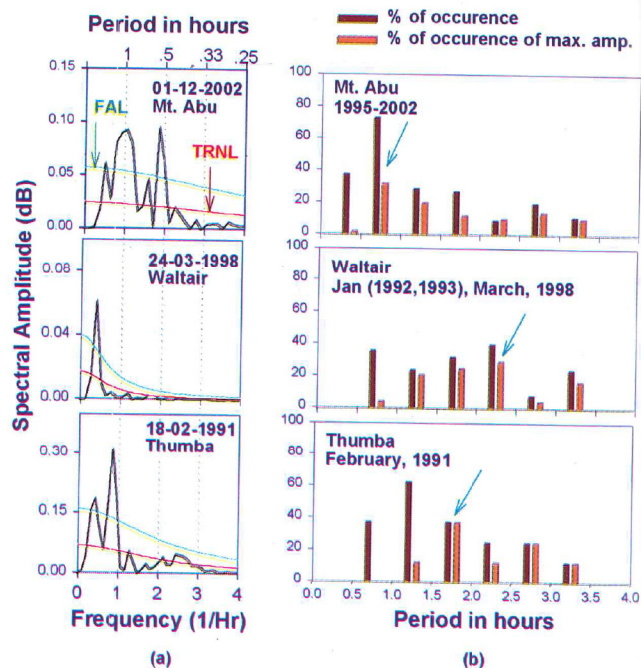 Period in hours
1 .5 .33 .25
0.15
0.10
0.05
0.00
01-12-2002
Mt. Abu
FAL
TRNL
0.08
0.04
0.00
24-03-1998
Waltair
0.30
0.15
0.00
18-02-1991
Thumba
0 1 2 3 4
Spectral Amplitude (dB)
Frequency (1/Hr)
(a)
% of occurence
% of occurence of max. amp.
100
80
60
40
20
0
Mt. Abu
1995-2002
100
80
60
40
20
0
Waltair
Jan (1992,1993), March, 1998
100
80
60
40
20
0
Thumba
February, 1991
0.0 0.5 1.0 1.5 2.0 2.5 3.0 3.5 4.0
Period in hours
(b)